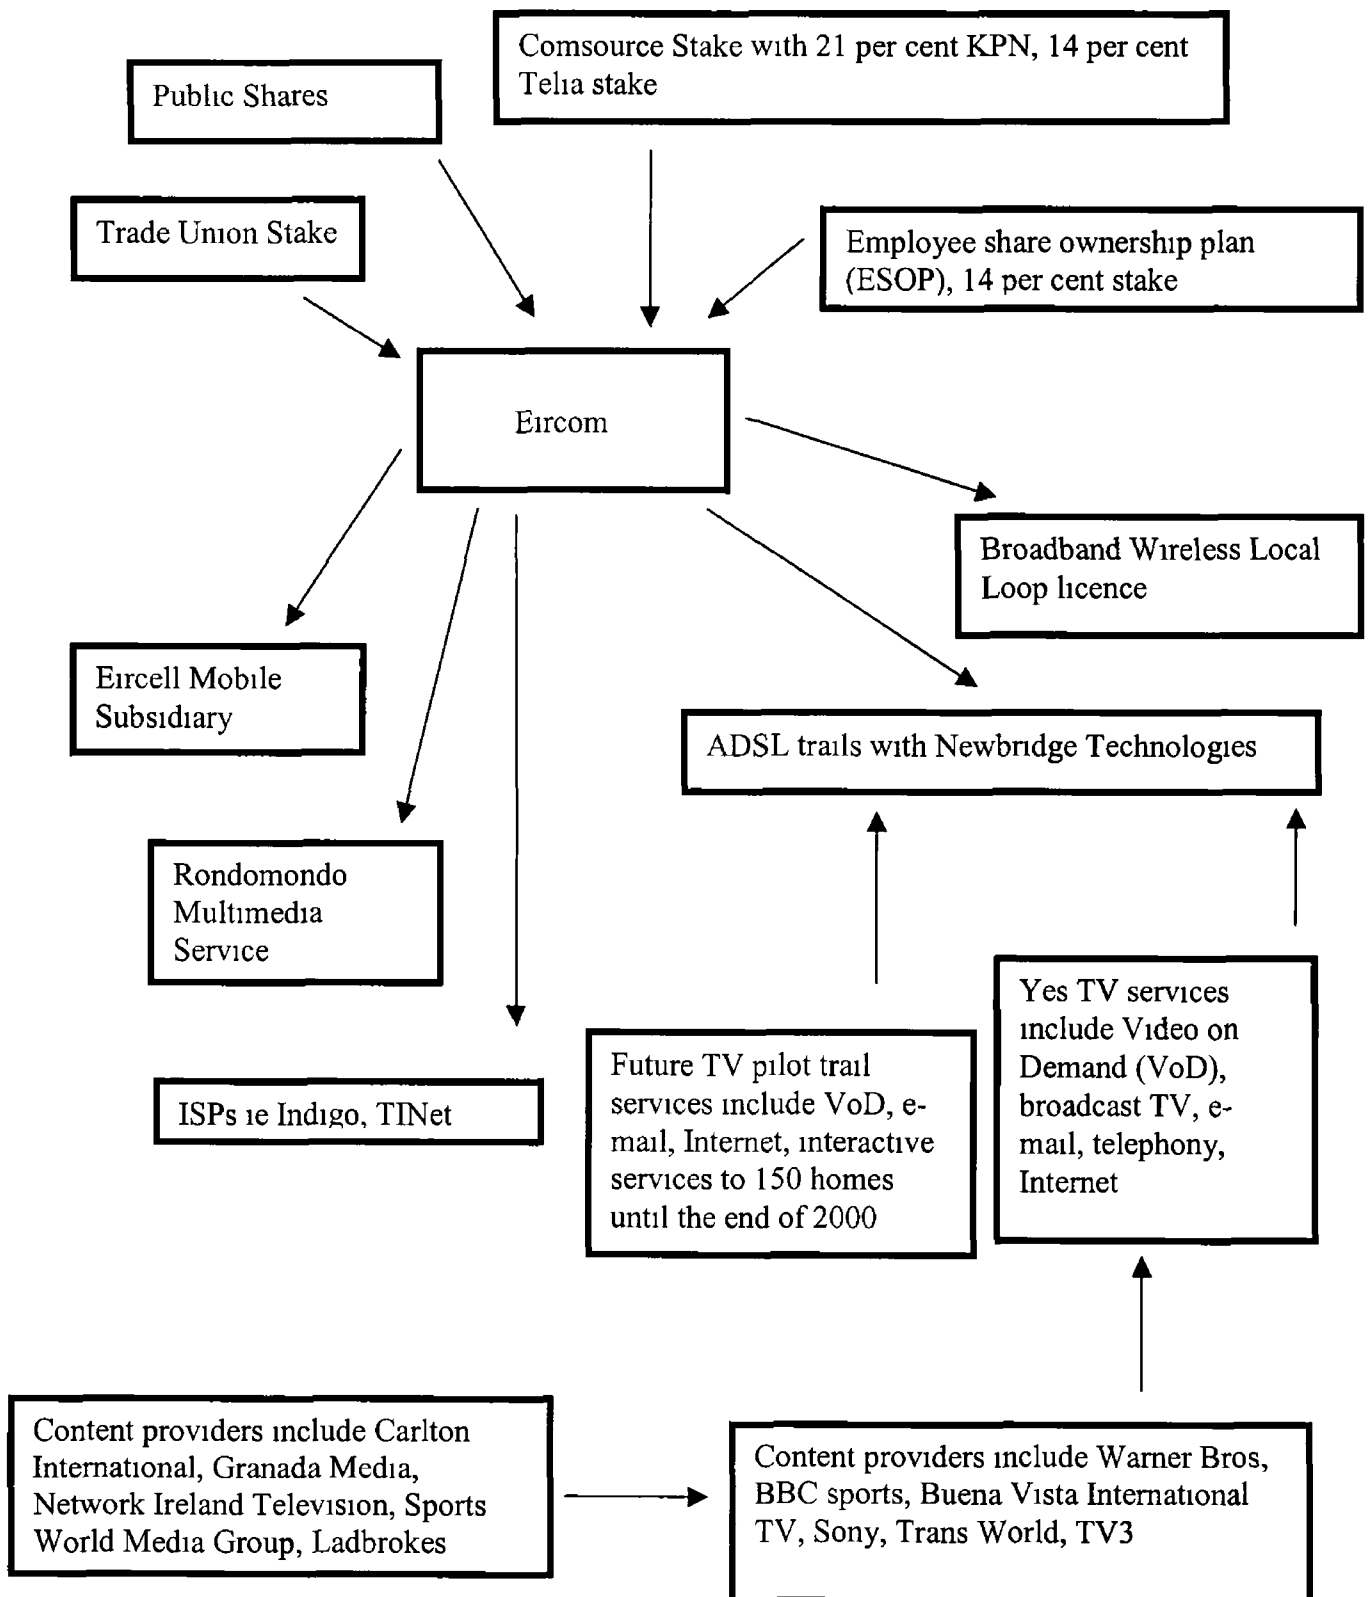 Comsource Stake with 21 per cent KPN, 14 per cent
Telia stake
Public Shares
Trade Union Stake
Employee share ownership plan
(ESOP), 14 per cent stake
Eircom
Broadband Wireless Local
Loop licence
Eircell Mobile
Subsidiary
ADSL trails with Newbridge Technologies
Rondomondo
Multimedia
Service
Yes TV services
include Video on
Demand (VoD),
broadcast TV, e-
mail, telephony,
Internet
Future TV pilot trail
services include VoD, e-
mail, Internet, interactive
services to 150 homes
until the end of 2000
ISPs ie Indigo, TINet
Content providers include Carlton
International, Granada Media,
Network Ireland Television, Sports
World Media Group, Ladbrokes
Content providers include Warner Bros,
BBC sports, Buena Vista International
TV, Sony, Trans World, TV3